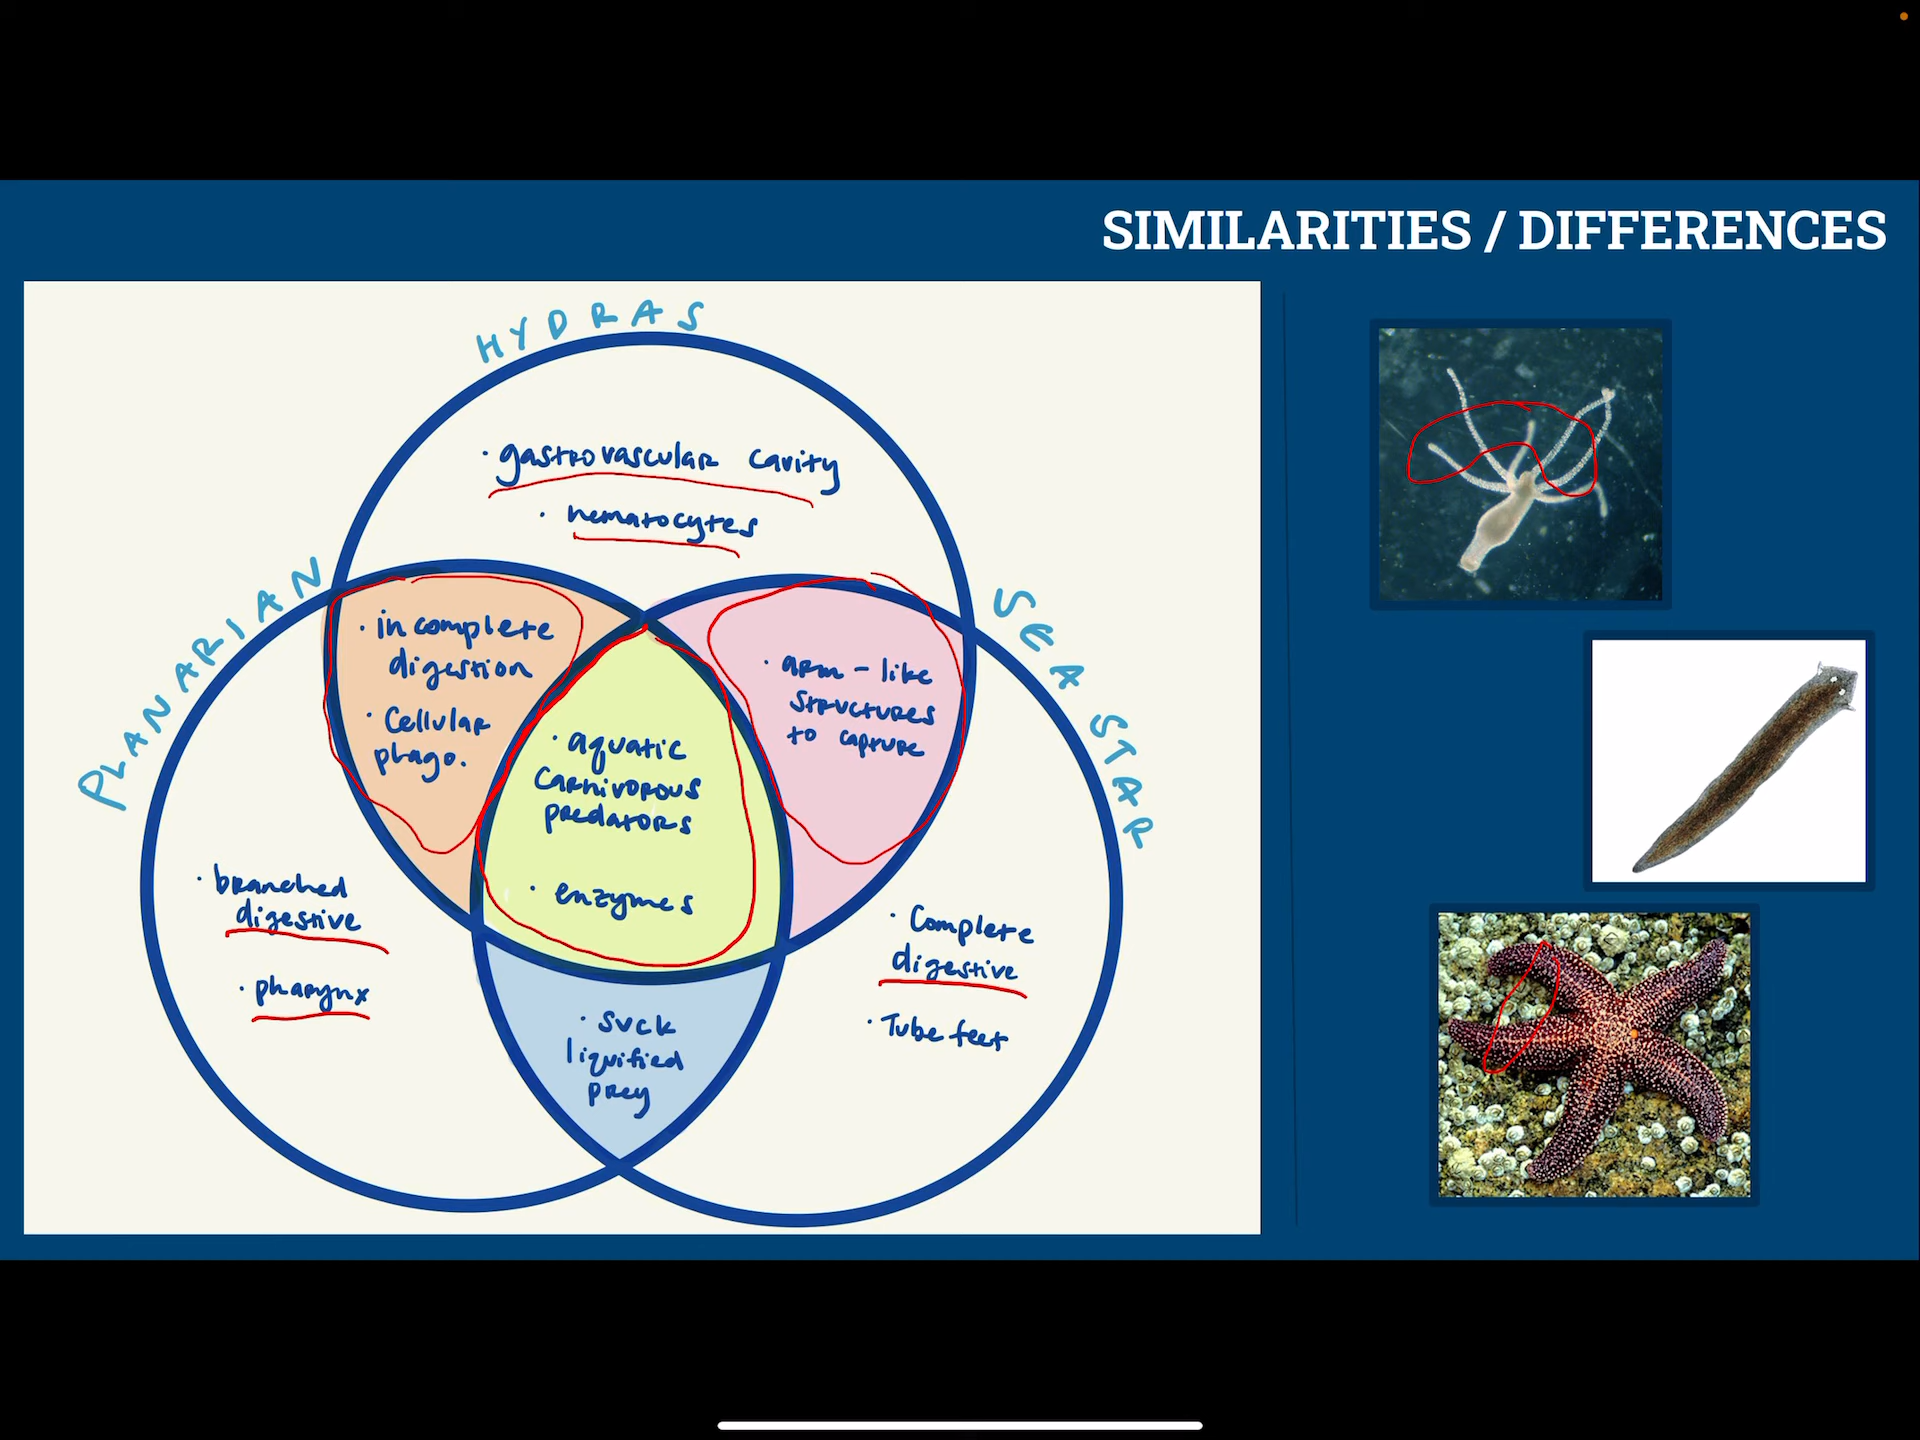 SIMILARITIES / DIFFERENCES
HYDRAS
· gastrovascular cavity
· nematocytes
PLANARIAN
· incomplete
digestion
· Cellular
phago.
SEA STAR
· arm-like
structures
to capture
· aquatic
carnivorous
predators
· enzymes
· branched
digestive
· pharynx
· Complete
digestive
· Tube feet
· suck
liquified
prey